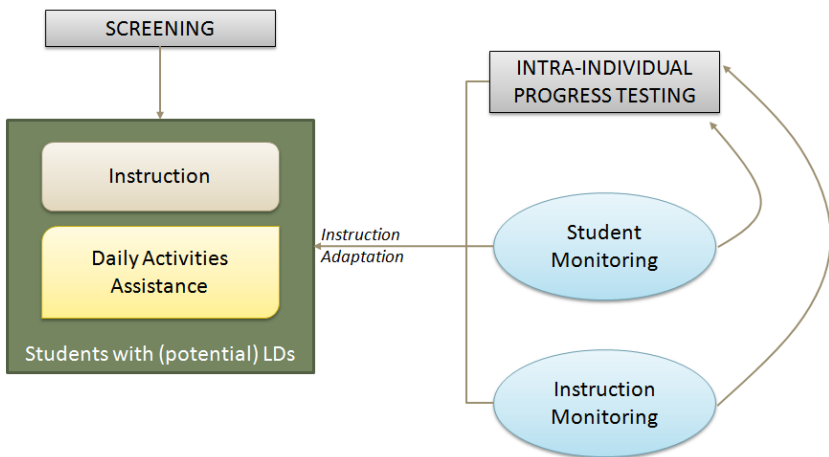 SCREENING
INTRA-INDIVIDUAL
PROGRESS TESTING
Instruction
Daily Activities
Assistance
Students with (potential) LDs
Instruction
Adaptation
Student
Monitoring
Instruction
Monitoring